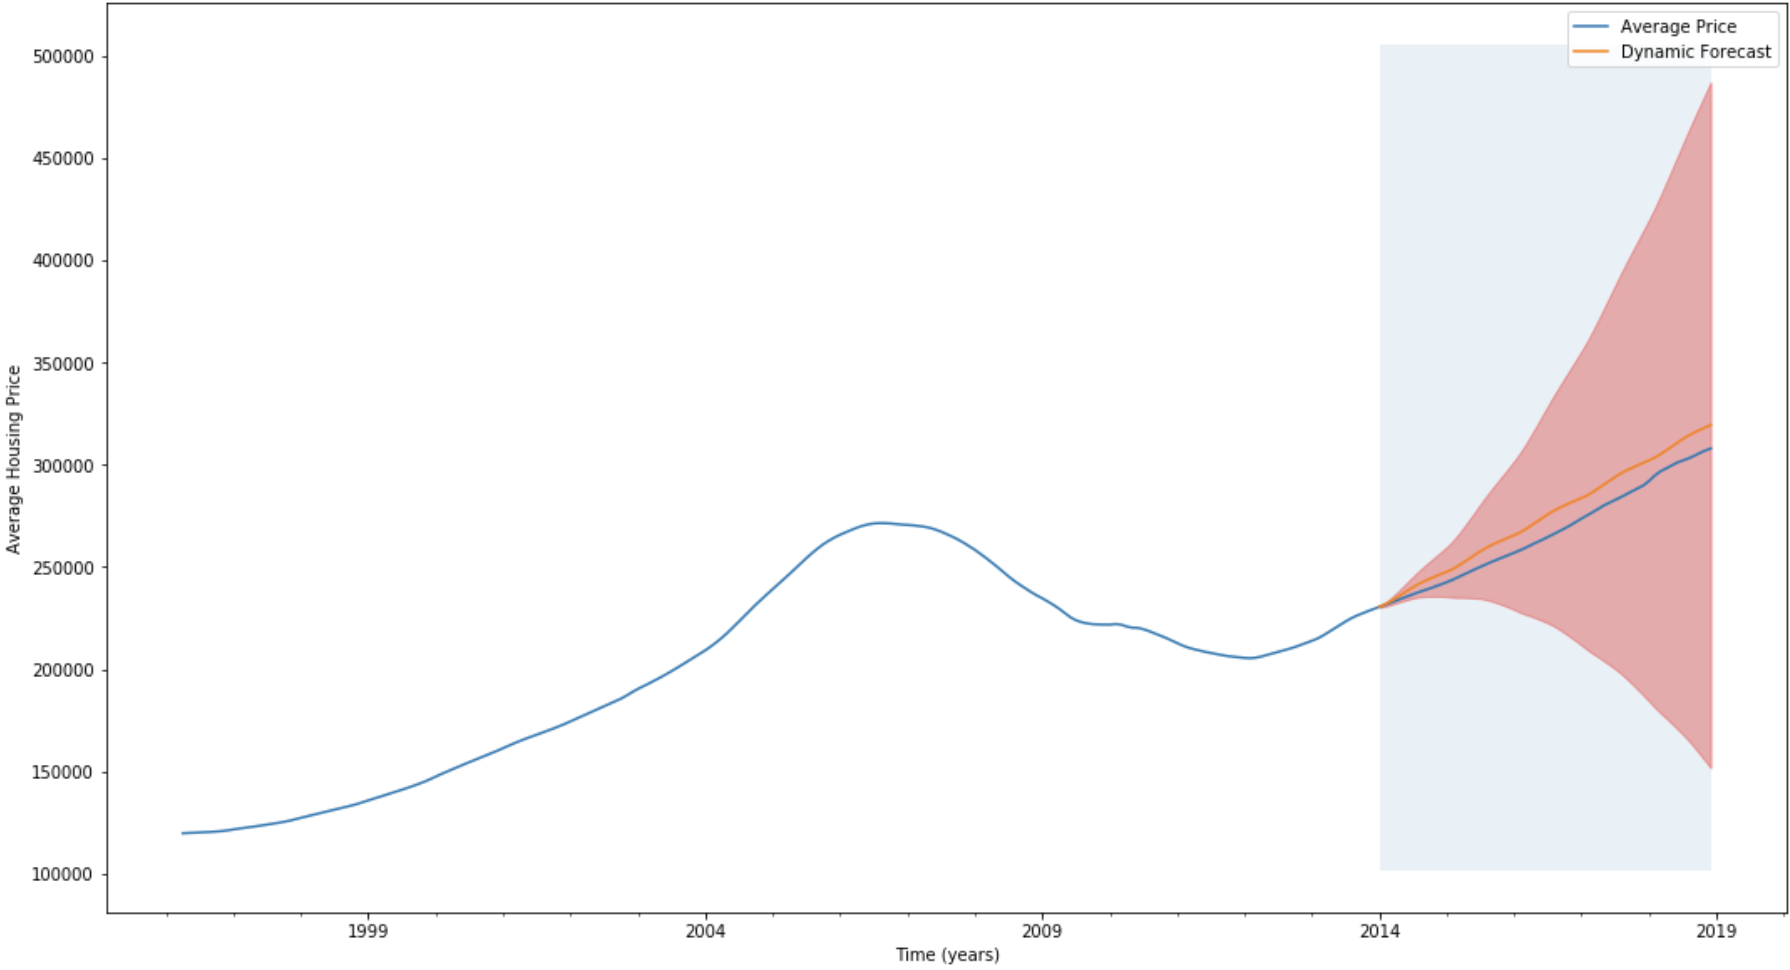 Average Price
Dynamic Forecast
500000
450000
400000
350000
300000
250000
200000
150000
100000
Average Housing Price
1999 2004 2009 2014 2019
Time (years)